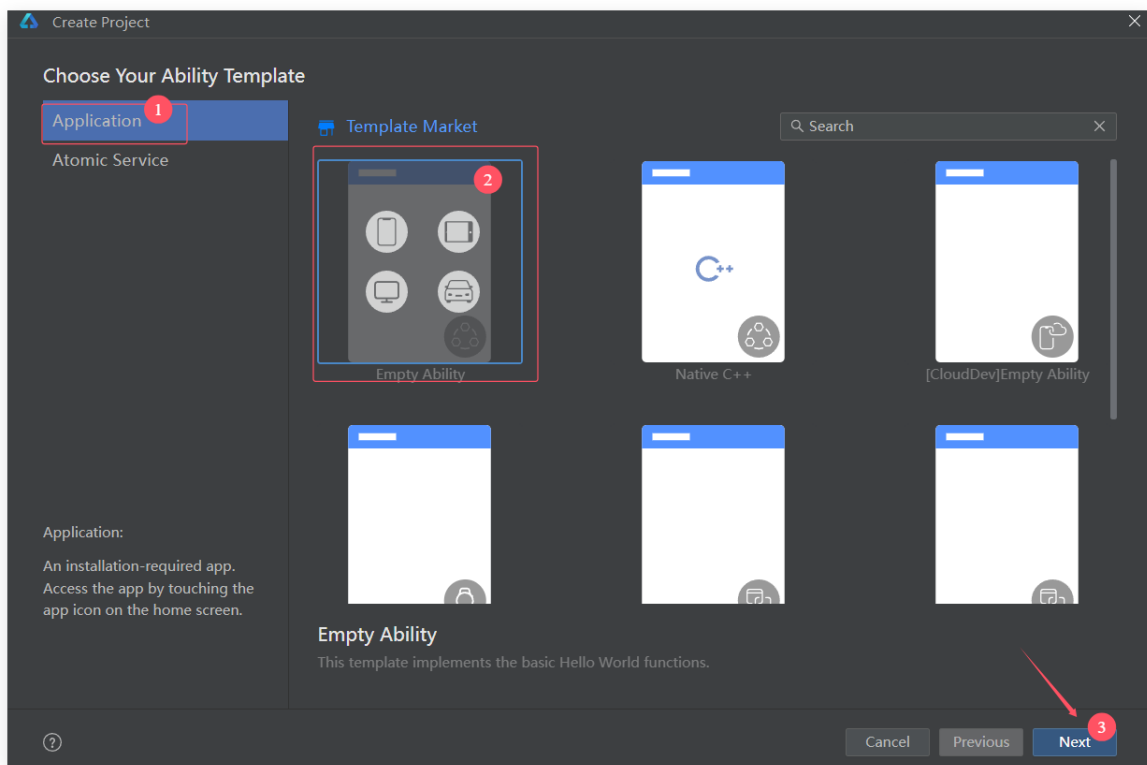 Create Project
Choose Your Ability Template
Application
1
Atomic Service
Template Market
Search
2
C++
Empty Ability
Native C++
[CloudDev]Empty Ability
Application:
An installation-required app.
Access the app by touching the
app icon on the home screen.
Empty Ability
This template implements the basic Hello World functions.
?
Cancel
Previous
Next
3